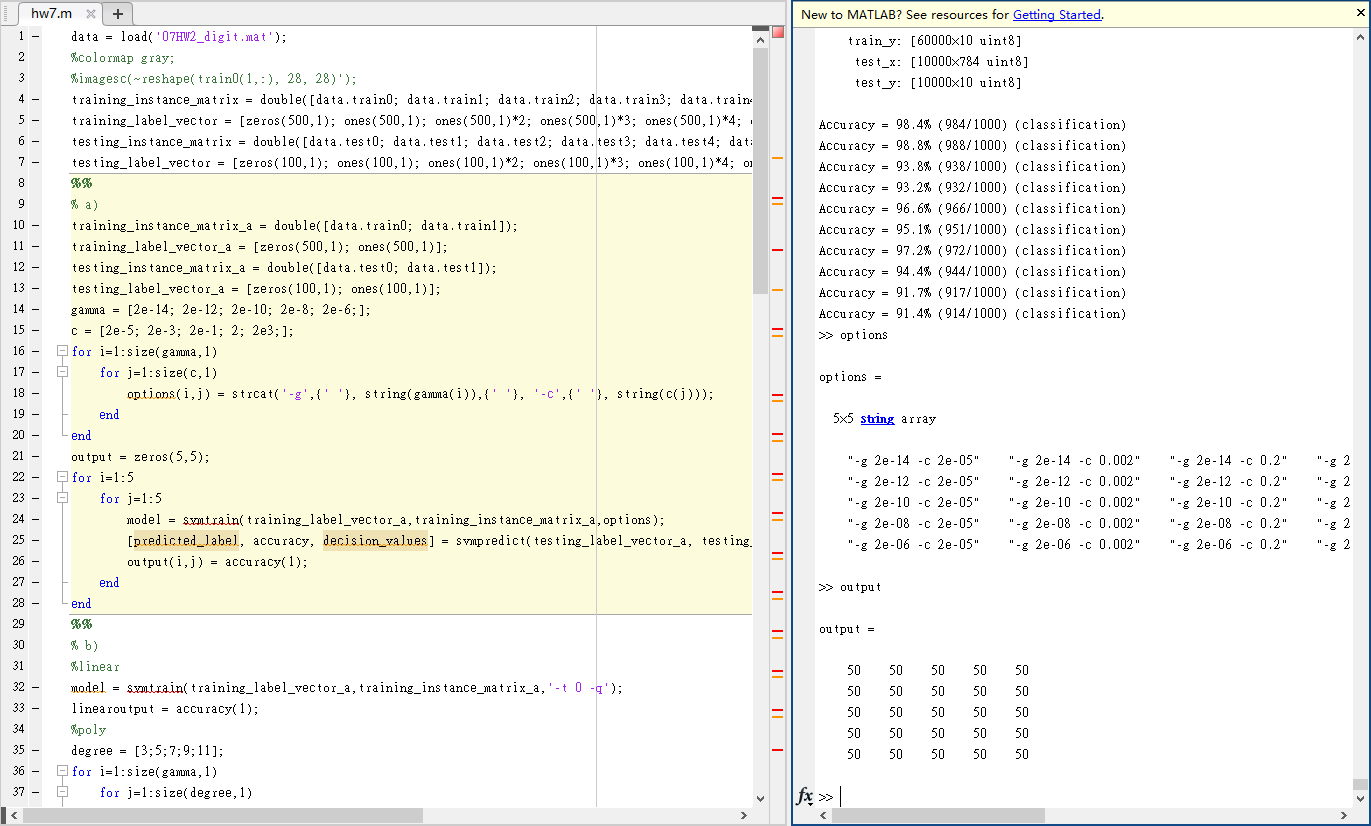 hw7.m
1 data = load('07HW2_digit.mat');
2 %colormap gray;
3 %imagesc(~reshape(train0(1,:), 28, 28)');
4 training_instance_matrix = double([data.train0; data.train1; data.train2; data.train3;
5 training_label_vector = [zeros(500,1); ones(500,1); ones(500,1)*2; ones(500,1)*3; ones(500,1)*4;
6 testing_instance_matrix = double([data.test0; data.test1; data.test2; data.test3; data.test4;
7 testing_label_vector = [zeros(100,1); ones(100,1); ones(100,1)*2; ones(100,1)*3; ones(100,1)*4;
8 %%
9 % a)
10 training_instance_matrix_a = double([data.train0; data.train1]);
11 training_label_vector_a = [zeros(500,1); ones(500,1)];
12 testing_instance_matrix_a = double([data.test0; data.test1]);
13 testing_label_vector_a = [zeros(100,1); ones(100,1)];
14 gamma = [2e-14; 2e-12; 2e-10; 2e-8; 2e-6;];
15 c = [2e-5; 2e-3; 2e-1; 2; 2e3;];
16 for i=1:size(gamma,1)
17 for j=1:size(c,1)
18 options(i,j) = strcat('-g',{' '}, string(gamma(i)),{' '}, '-c',{' '}, string(c(j)));
19 end
20 end
21 output = zeros(5,5);
22 for i=1:5
23 for j=1:5
24 model = svmtrain(training_label_vector_a,training_instance_matrix_a,options);
25 [predicted_label, accuracy, decision_values] = svmpredict(testing_label_vector_a, testing_
26 output(i,j) = accuracy(1);
27 end
28 end
29 %%
30 % b)
31 %linear
32 model = svmtrain(training_label_vector_a,training_instance_matrix_a,'-t 0 -q');
33 linearoutput = accuracy(1);
34 %poly
35 degree = [3;5;7;9;11];
36 for i=1:size(gamma,1)
37 for j=1:size(degree,1)
New to MATLAB? See resources for Getting Started.
train_y: [60000×10 uint8]
test_x: [10000×784 uint8]
test_y: [10000×10 uint8]
Accuracy = 98.4% (984/1000) (classification)
Accuracy = 98.8% (988/1000) (classification)
Accuracy = 93.8% (938/1000) (classification)
Accuracy = 93.2% (932/1000) (classification)
Accuracy = 96.6% (966/1000) (classification)
Accuracy = 95.1% (951/1000) (classification)
Accuracy = 97.2% (972/1000) (classification)
Accuracy = 94.4% (944/1000) (classification)
Accuracy = 91.7% (917/1000) (classification)
Accuracy = 91.4% (914/1000) (classification)
>> options
options =
5×5 string array
"-g 2e-14 -c 2e-05" "-g 2e-14 -c 0.002" "-g 2e-14 -c 0.2" "-g 2
"-g 2e-12 -c 2e-05" "-g 2e-12 -c 0.002" "-g 2e-12 -c 0.2" "-g 2
"-g 2e-10 -c 2e-05" "-g 2e-10 -c 0.002" "-g 2e-10 -c 0.2" "-g 2
"-g 2e-08 -c 2e-05" "-g 2e-08 -c 0.002" "-g 2e-08 -c 0.2" "-g 2
"-g 2e-06 -c 2e-05" "-g 2e-06 -c 0.002" "-g 2e-06 -c 0.2" "-g 2
>> output
output =
50 50 50 50 50
50 50 50 50 50
50 50 50 50 50
50 50 50 50 50
50 50 50 50 50
fx >>